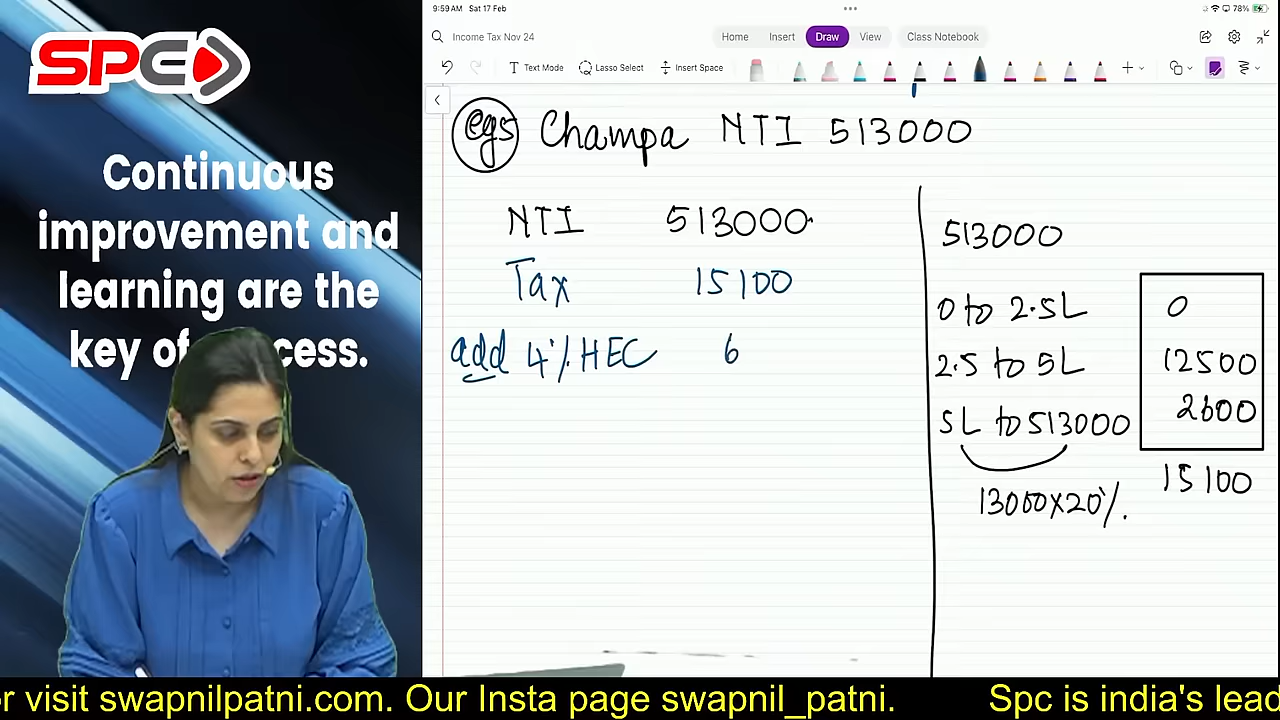 SPC
Continuous
improvement and
learning are the
key of cess.
9:59 AM Sat 17 Feb
78%
Income Tax Nov 24
Home Insert Draw View Class Notebook
Text Mode Lasso Select Insert Space
eg5 Champa NTI 513000
NTI 513000
Tax 15100
add 4% HEC 6
513000
0 to 2.5L 0
2.5 to 5L 12500
5L to 513000 2600
15100
13000x20%.
r visit swapnilpatni.com. Our Insta page swapnil_patni. Spc is india's lead